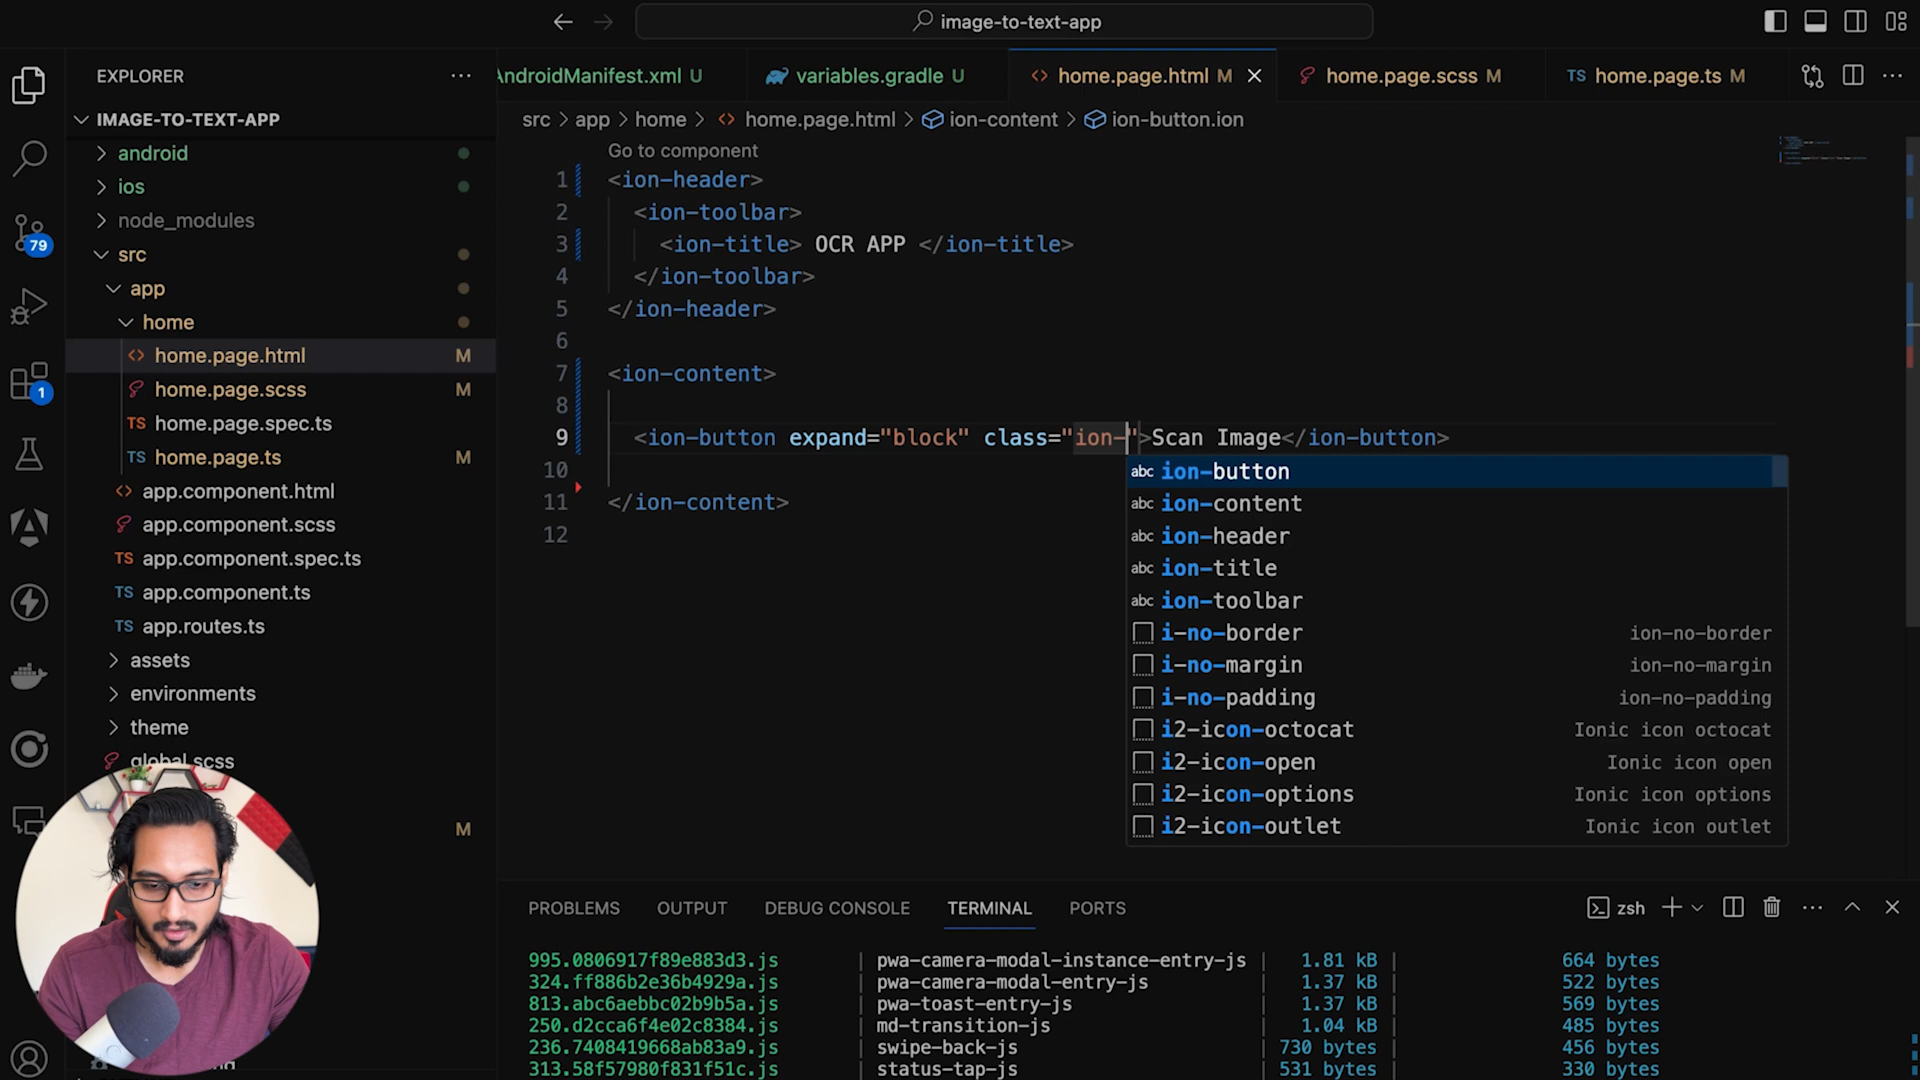 image-to-text-app
EXPLORER
AndroidManifest.xml U
variables.gradle U
home.page.html M
home.page.scss M
TS home.page.ts M
IMAGE-TO-TEXT-APP
src > app > home > <> home.page.html > ion-content > ion-button.ion
android
ios
node_modules
src
app
home
home.page.html M
home.page.scss M
TS home.page.spec.ts
TS home.page.ts M
app.component.html
app.component.scss
TS app.component.spec.ts
TS app.component.ts
TS app.routes.ts
assets
environments
theme
global.scss
M
79
1
Go to component
1 <ion-header>
2 <ion-toolbar>
3 <ion-title> OCR APP </ion-title>
4 </ion-toolbar>
5 </ion-header>
6
7 <ion-content>
8
9 <ion-button expand="block" class="ion-">Scan Image</ion-button>
10
11 </ion-content>
12
abc ion-button
abc ion-content
abc ion-header
abc ion-title
abc ion-toolbar
i-no-border ion-no-border
i-no-margin ion-no-margin
i-no-padding ion-no-padding
i2-icon-octocat Ionic icon octocat
i2-icon-open Ionic icon open
i2-icon-options Ionic icon options
i2-icon-outlet Ionic icon outlet
PROBLEMS OUTPUT DEBUG CONSOLE TERMINAL PORTS
zsh
995.0806917f89e883d3.js | pwa-camera-modal-instance-entry-js | 1.81 kB | 664 bytes
324.ff886b2e36b4929a.js | pwa-camera-modal-entry-js | 1.37 kB | 522 bytes
813.abc6aebbc02b9b5a.js | pwa-toast-entry-js | 1.37 kB | 569 bytes
250.d2cca6f4e02c8384.js | md-transition-js | 1.04 kB | 485 bytes
236.7408419668ab83a9.js | swipe-back-js | 730 bytes | 456 bytes
313.58f57980f831f51c.js | status-tap-js | 531 bytes | 330 bytes